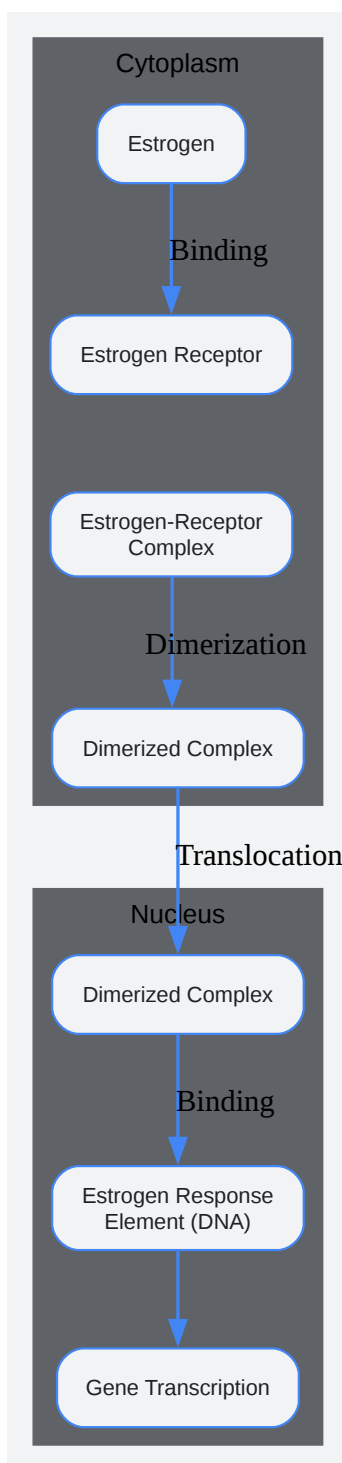 Cytoplasm
Estrogen
Binding
Estrogen Receptor
Estrogen-Receptor
Complex
Dimerization
Dimerized Complex
Translocation
Nucleus
Dimerized Complex
Binding
Estrogen Response
Element (DNA)
Gene Transcription